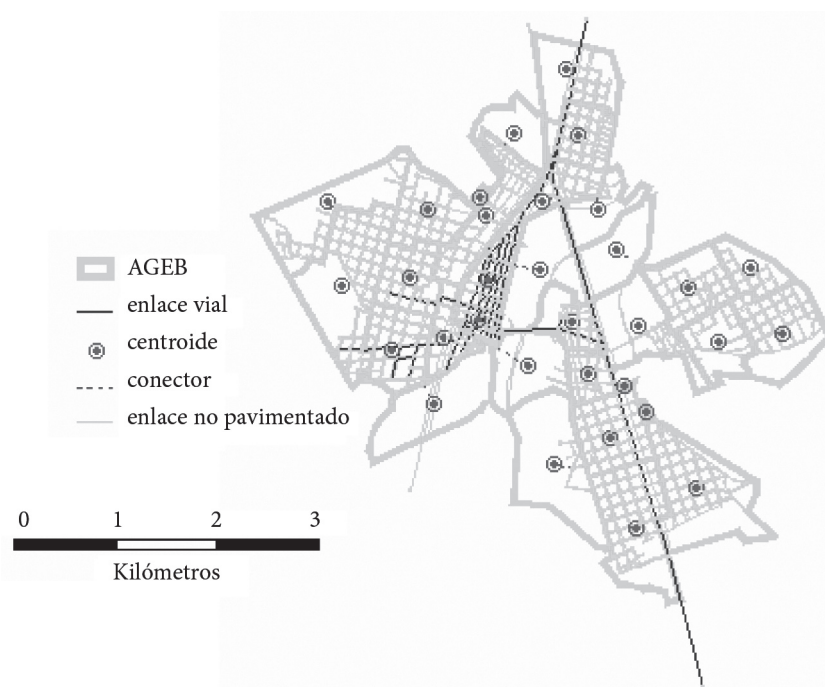 AGEB
enlace vial
centroide
conector
enlace no pavimentado
0 1 2 3
Kilómetros